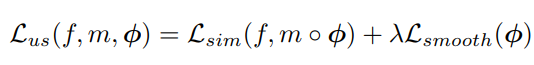 ℒ_us(f, m, ϕ) = ℒ_sim(f, m ∘ ϕ) + λℒ_smooth(ϕ)